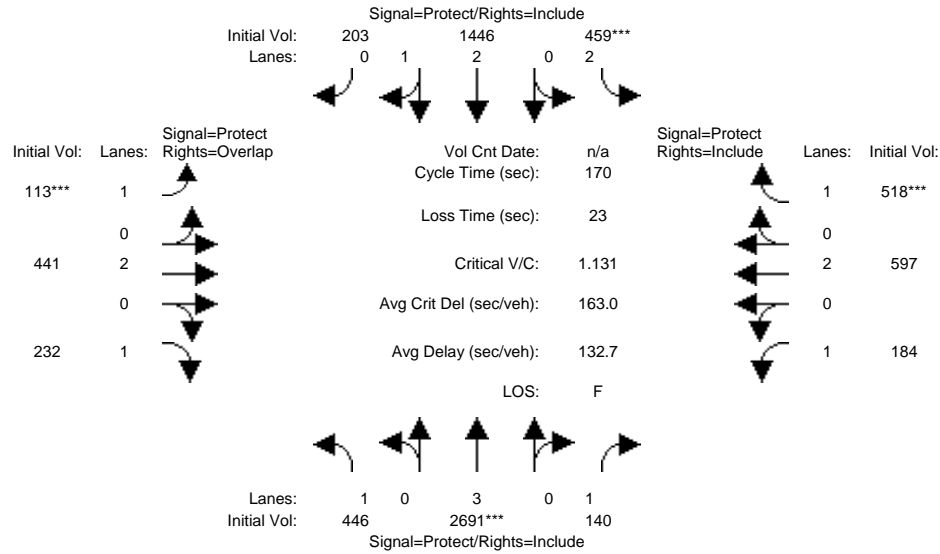 Signal=Protect/Rights=Include
Initial Vol: 203 1446 459***
Lanes: 0 1 2 0 2
Signal=Protect
Initial Vol: Lanes: Rights=Overlap
Vol Cnt Date: n/a
Signal=Protect
Rights=Include Lanes: Initial Vol:
Cycle Time (sec): 170
113*** 1
1 518***
Loss Time (sec): 23
0
0
441 2
Critical V/C: 1.131
2 597
0
Avg Crit Del (sec/veh): 163.0
0
232 1
Avg Delay (sec/veh): 132.7
1 184
LOS: F
Lanes: 1 0 3 0 1
Initial Vol: 446 2691*** 140
Signal=Protect/Rights=Include